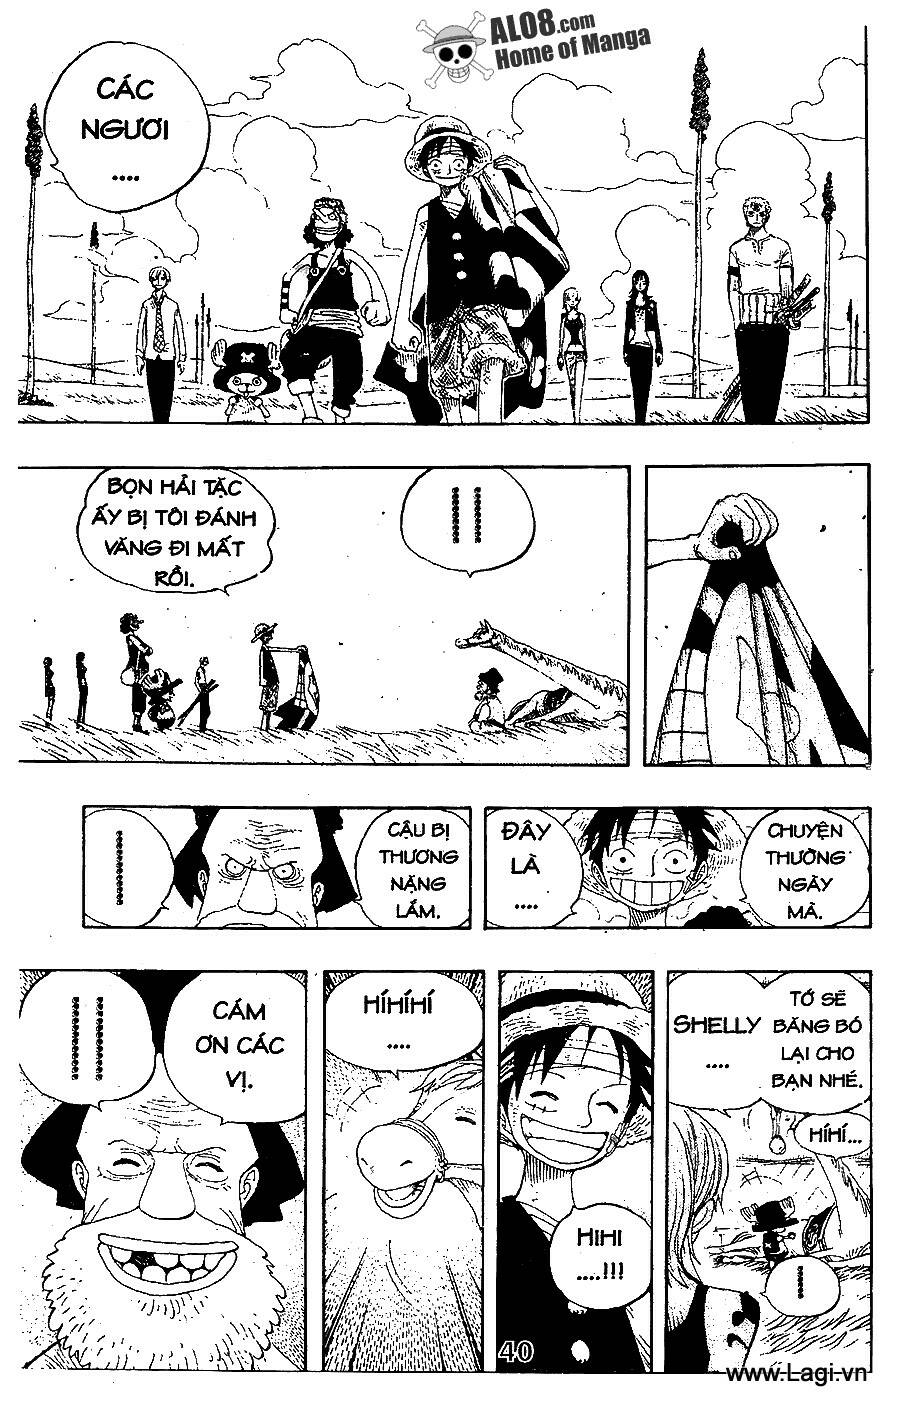 AL08.com
Home of Manga
CÁC
NGƯƠI
....
BỌN HẢI TẶC
ẤY BỊ TÔI ĐÁNH
VĂNG ĐI MẤT
RỒI.
CẬU BỊ
THƯƠNG
NẶNG
LẮM.
ĐÂY
LÀ
....
CHUYỆN
THƯỜNG
NGÀY
MÀ.
CÁM
ƠN CÁC
VỊ.
HÍHÍHÍ
....
HIHI
....!!!
SHELLY
....
TỚ SẼ
BĂNG BÓ
LẠI CHO
BẠN NHÉ.
HÍHÍ...
40
www.Lagi.vn